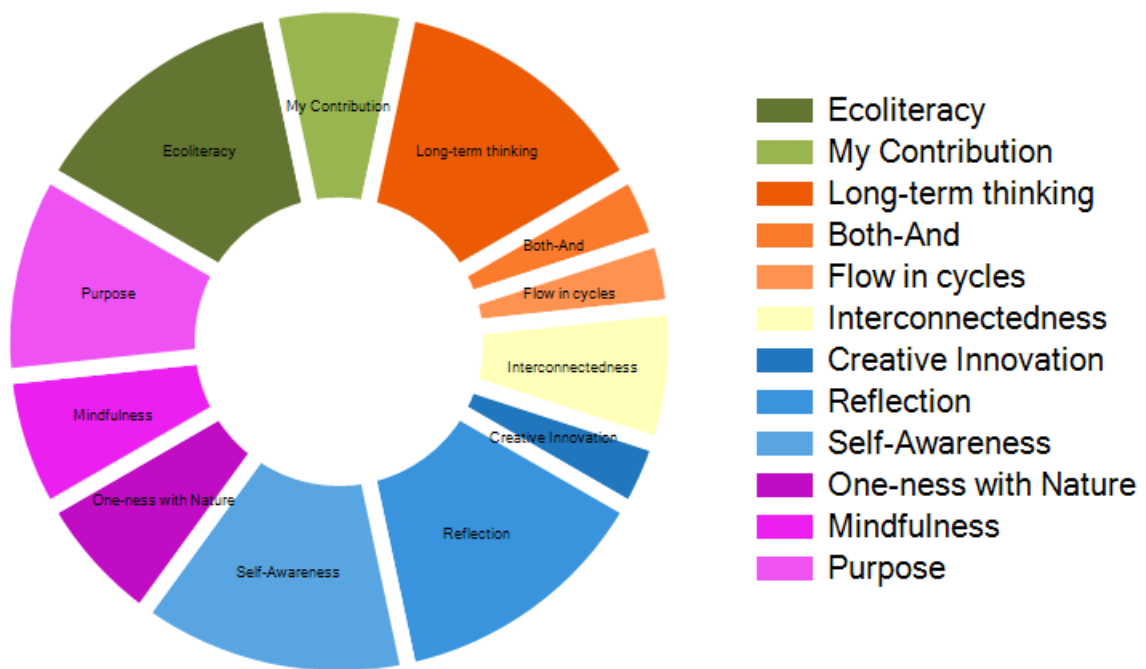 My Contribution
Ecoliteracy
Long-term thinking
Both-And
Purpose
Flow in cycles
Interconnectedness
Mindfulness
Creative Innovation
One-ness with Nature
Reflection
Self-Awareness
Ecoliteracy
My Contribution
Long-term thinking
Both-And
Flow in cycles
Interconnectedness
Creative Innovation
Reflection
Self-Awareness
One-ness with Nature
Mindfulness
Purpose